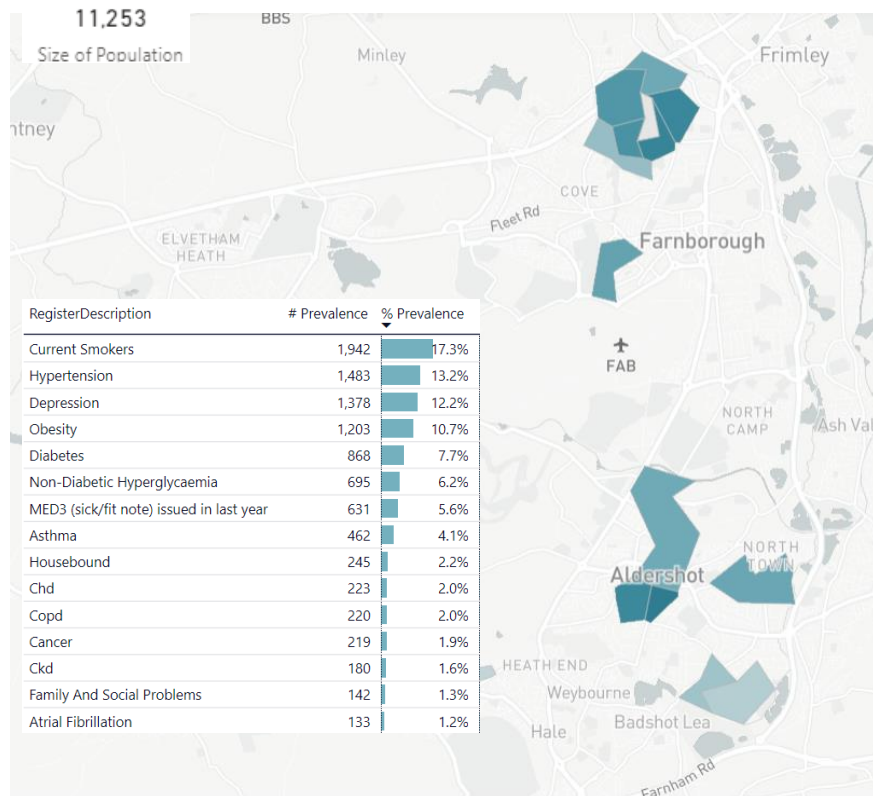 11,253
Size of Population
BBS
Minley
Frimley
ntney
COVE
Fleet Rd
ELVETHAM
HEATH
Farnborough
FAB
NORTH
CAMP
Ash Val
RegisterDescription # Prevalence % Prevalence
Current Smokers 1,942 17.3%
Hypertension 1,483 13.2%
Depression 1,378 12.2%
Obesity 1,203 10.7%
Diabetes 868 7.7%
Non-Diabetic Hyperglycaemia 695 6.2%
MED3 (sick/fit note) issued in last year 631 5.6%
Asthma 462 4.1%
Housebound 245 2.2%
Chd 223 2.0%
Copd 220 2.0%
Cancer 219 1.9%
Ckd 180 1.6%
Family And Social Problems 142 1.3%
Atrial Fibrillation 133 1.2%
NORTH
TOWN
Aldershot
HEATH END
Weybourne
Badshot Lea
Hale
Farnham Rd